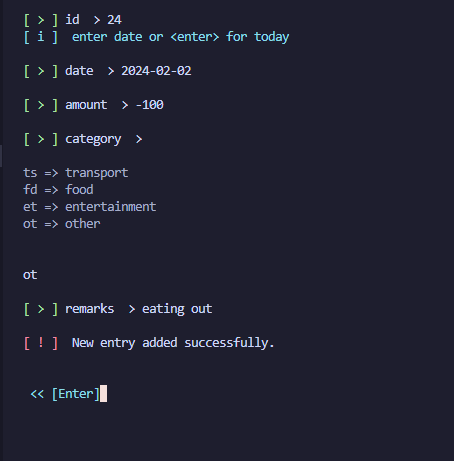 [ > ] id > 24
[ i ] enter date or <enter> for today
[ > ] date > 2024-02-02
[ > ] amount > -100
[ > ] category >
ts => transport
fd => food
et => entertainment
ot => other
ot
[ > ] remarks > eating out
[ ! ] New entry added successfully.
<< [Enter]